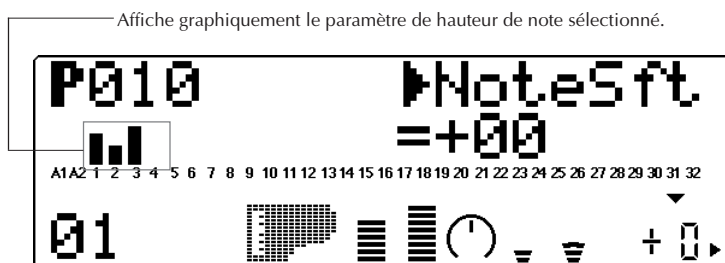 Affiche graphiquement le paramètre de hauteur de note sélectionné.
P010 NoteSft
=+00
A1 A2 1 2 3 4 5 6 7 8 9 10 11 12 13 14 15 16 17 18 19 20 21 22 23 24 25 26 27 28 29 30 31 32
01 + 0